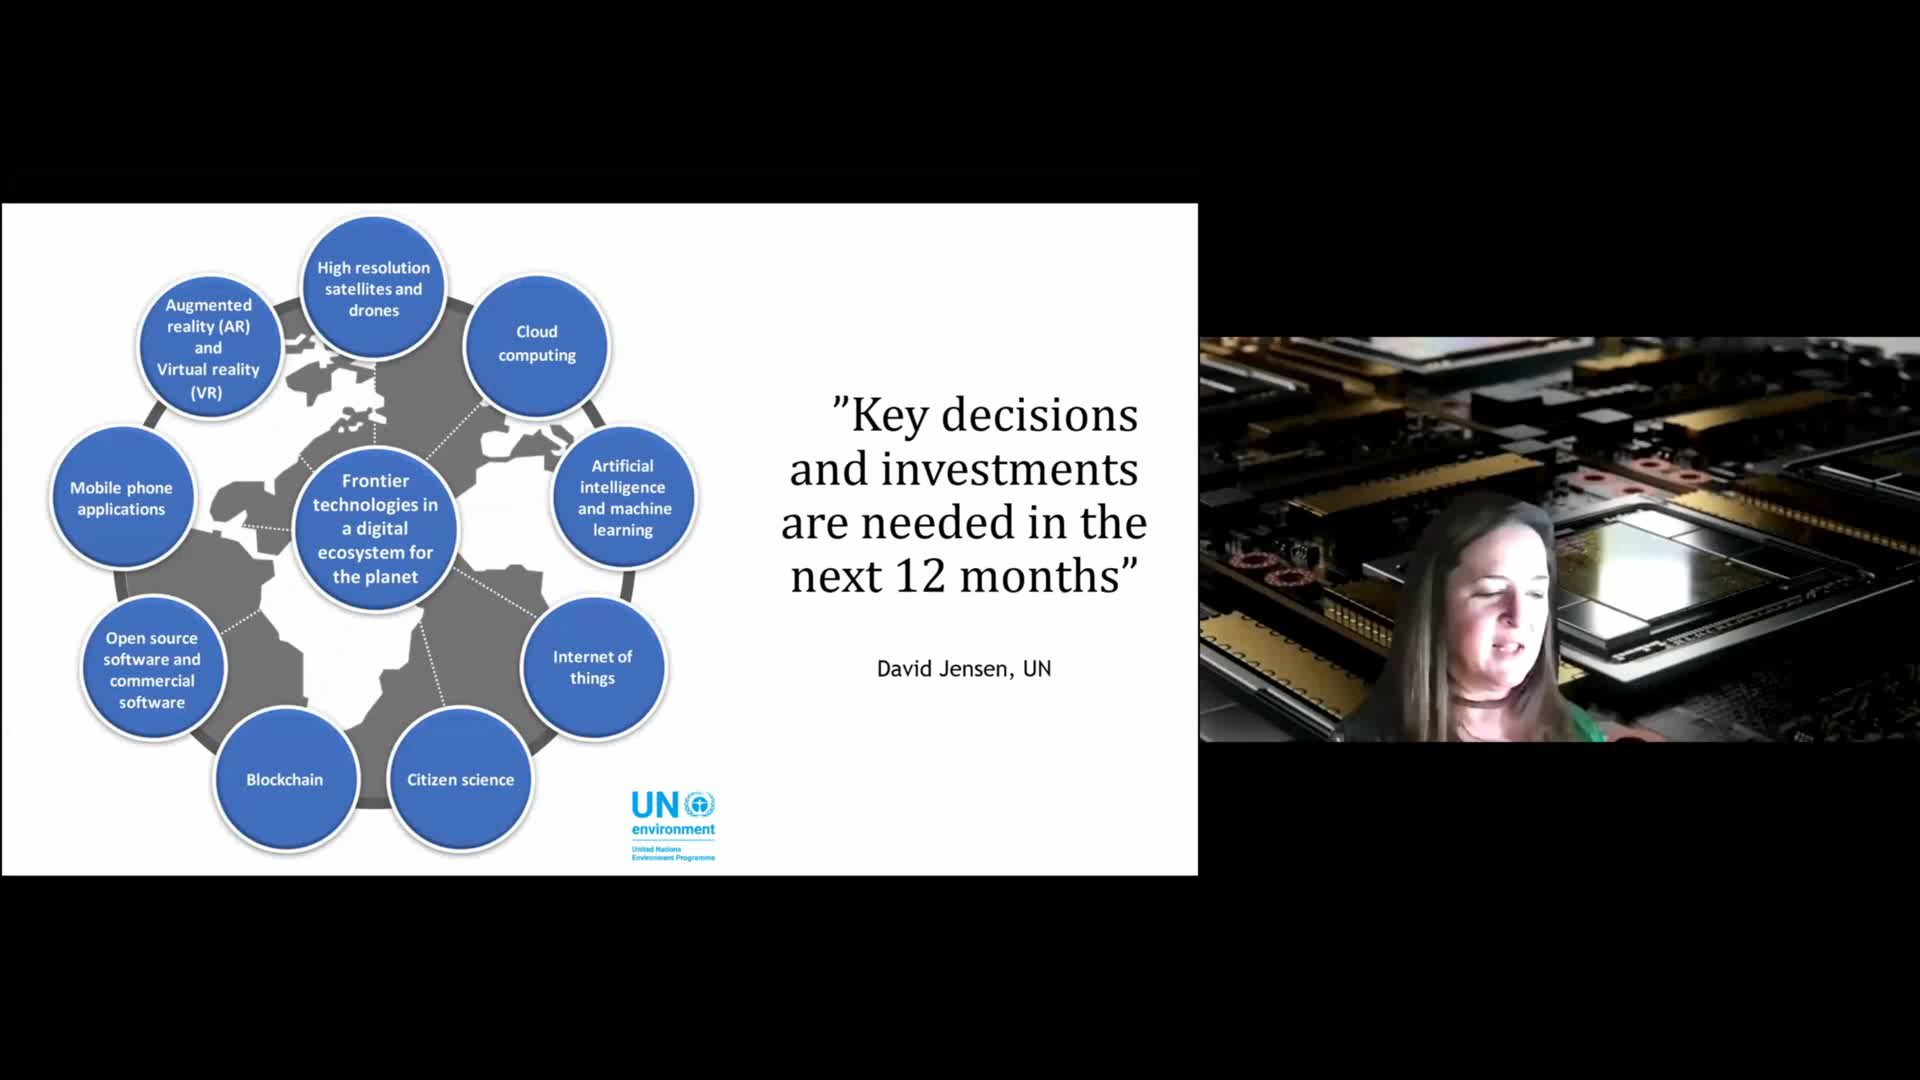 High resolution
satellites and
drones
Cloud
computing
Artificial
intelligence
and machine
learning
Internet of
things
Citizen science
Blockchain
Open source
software and
commercial
software
Mobile phone
applications
Augmented
reality (AR)
and
Virtual reality
(VR)
Frontier
technologies in
a digital
ecosystem for
the planet
UN
environment
United Nations
Environment Programme
”Key decisions
and investments
are needed in the
next 12 months”
David Jensen, UN